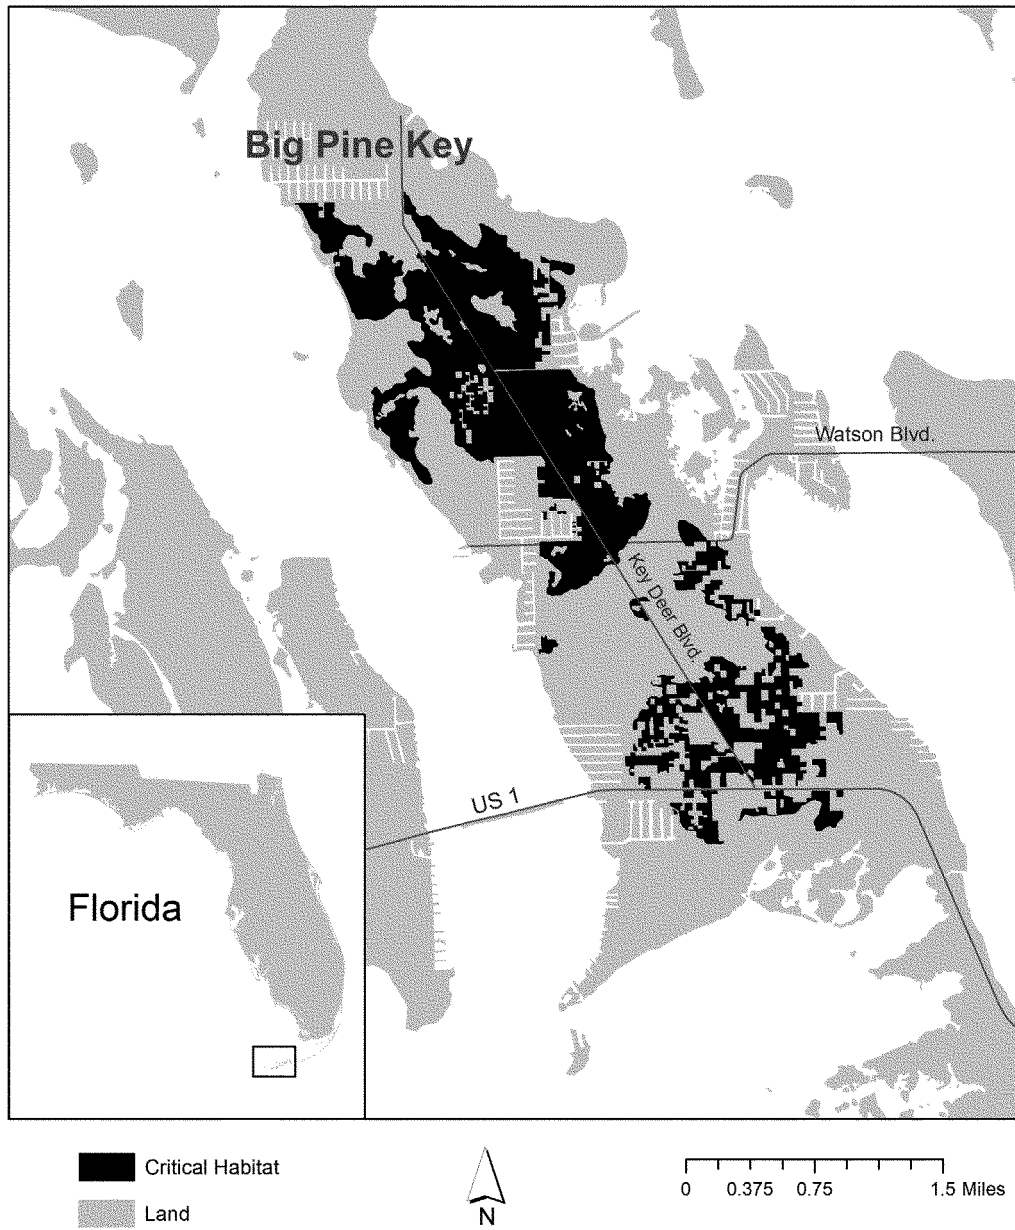 Big Pine Key
Watson Blvd.
Key Deer Blvd.
US 1
Florida
Critical Habitat
Land
N
0 0.375 0.75 1.5 Miles